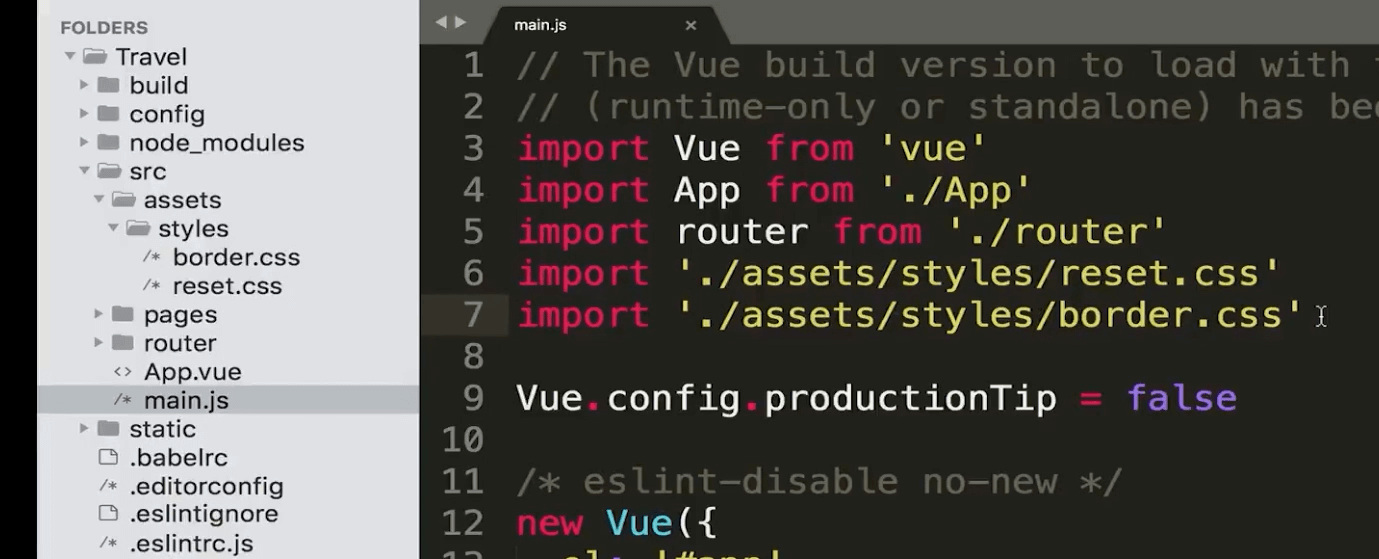 FOLDERS
Travel
build
config
node_modules
src
assets
styles
/* border.css
/* reset.css
pages
router
<> App.vue
/* main.js
static
.babelrc
/* .editorconfig
.eslintignore
/* .eslintrc.js
main.js ×
1 // The Vue build version to load with
2 // (runtime-only or standalone) has bee
3 import Vue from 'vue'
4 import App from './App'
5 import router from './router'
6 import './assets/styles/reset.css'
7 import './assets/styles/border.css'
8
9 Vue.config.productionTip = false
10
11 /* eslint-disable no-new */
12 new Vue({
13 el: '#app'